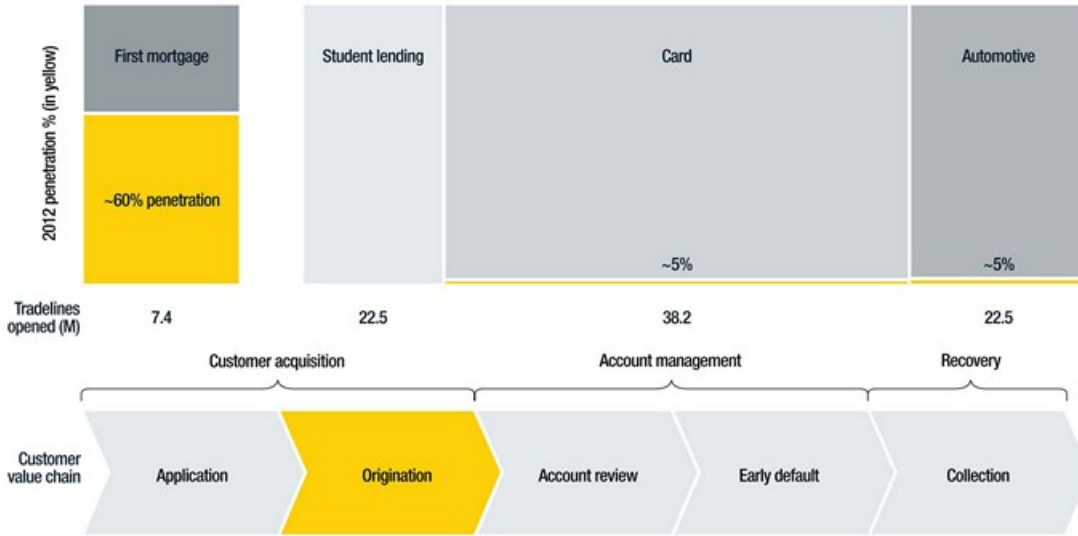 2012 penetration % (in yellow)
First mortgage
Student lending
Card
Automotive
~60% penetration
~5%
~5%
Tradelines
opened (M)
7.4
22.5
38.2
22.5
Customer acquisition
Account management
Recovery
Customer
value chain
Application
Origination
Account review
Early default
Collection